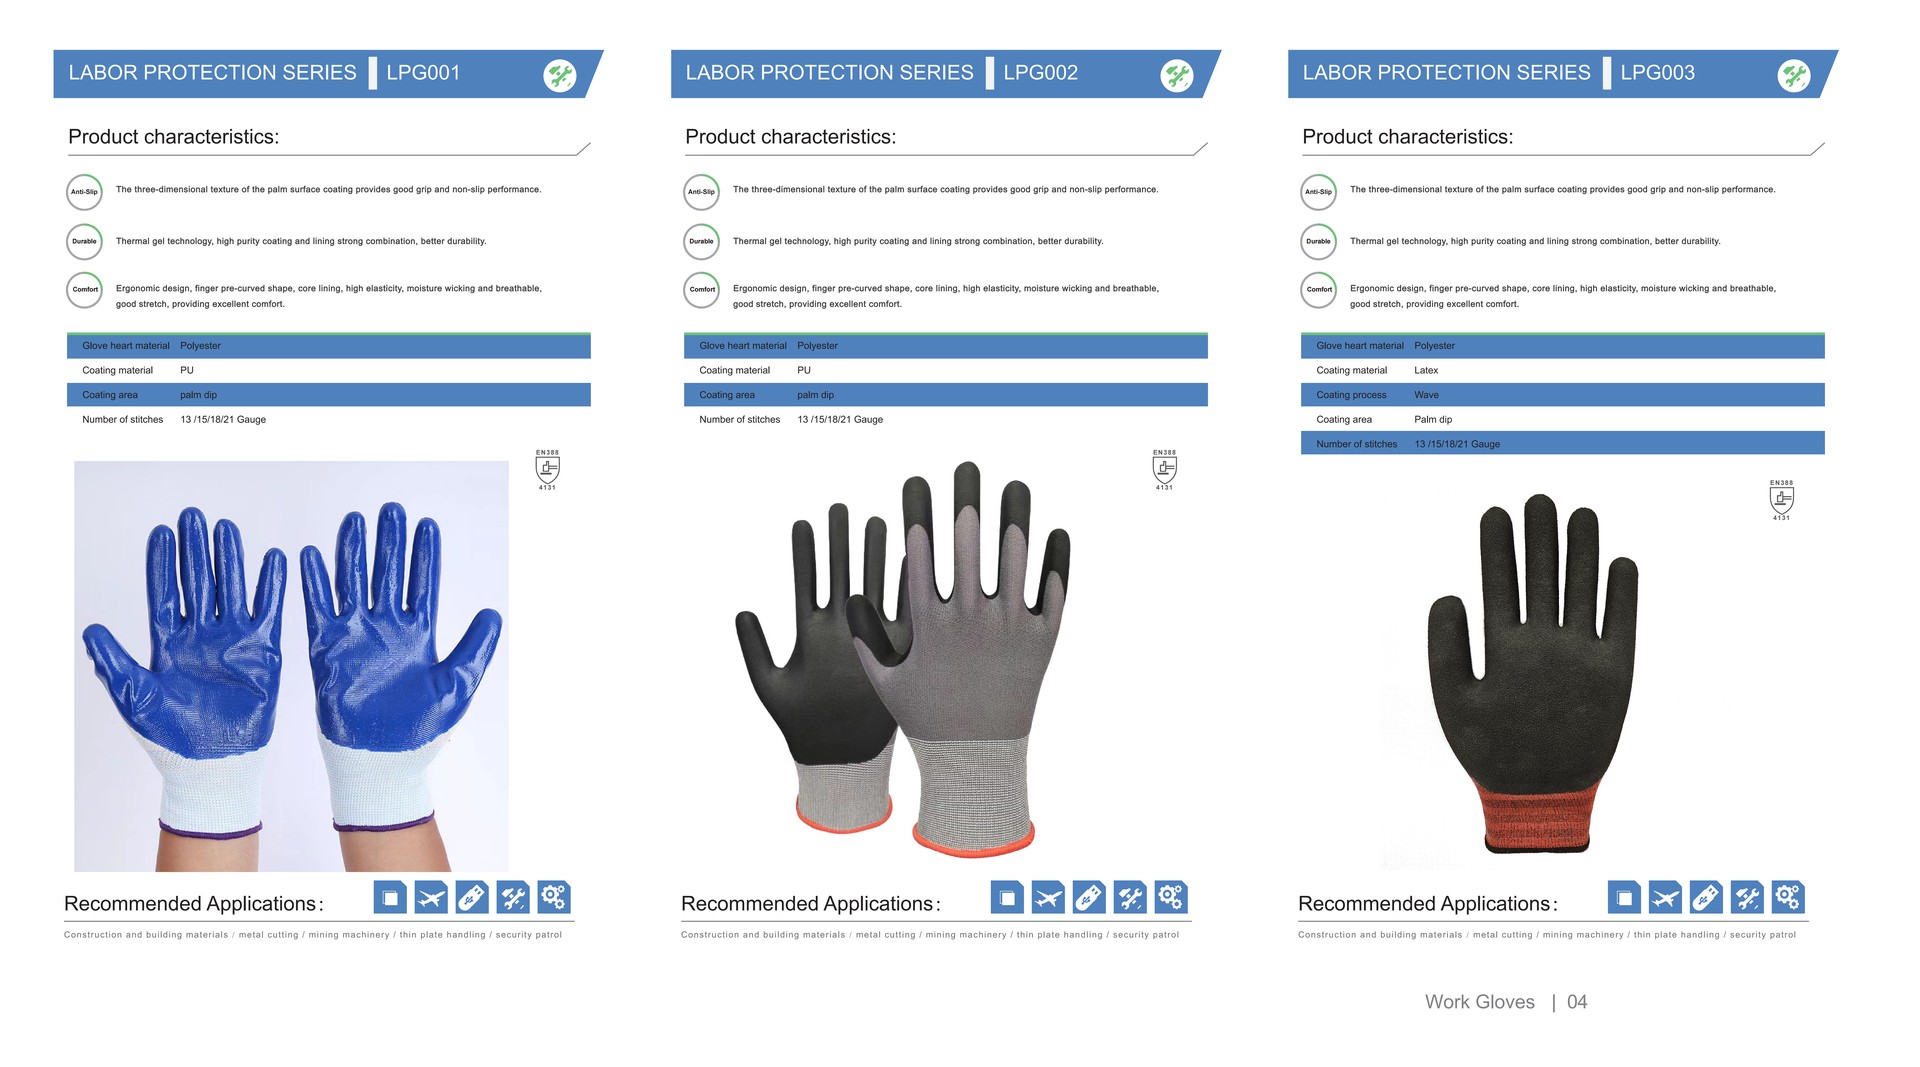 LABOR PROTECTION SERIES LPG001
Product characteristics:
Anti-Slip The three-dimensional texture of the palm surface coating provides good grip and non-slip performance.
Durable Thermal gel technology, high purity coating and lining strong combination, better durability.
Comfort Ergonomic design, finger pre-curved shape, core lining, high elasticity, moisture wicking and breathable,
good stretch, providing excellent comfort.
Glove heart material Polyester
Coating material PU
Coating area palm dip
Number of stitches 13 /15/18/21 Gauge
EN388
4131
Recommended Applications:
Construction and building materials / metal cutting / mining machinery / thin plate handling / security patrol
LABOR PROTECTION SERIES LPG002
Product characteristics:
Anti-Slip The three-dimensional texture of the palm surface coating provides good grip and non-slip performance.
Durable Thermal gel technology, high purity coating and lining strong combination, better durability.
Comfort Ergonomic design, finger pre-curved shape, core lining, high elasticity, moisture wicking and breathable,
good stretch, providing excellent comfort.
Glove heart material Polyester
Coating material PU
Coating area palm dip
Number of stitches 13 /15/18/21 Gauge
EN388
4131
Recommended Applications:
Construction and building materials / metal cutting / mining machinery / thin plate handling / security patrol
LABOR PROTECTION SERIES LPG003
Product characteristics:
Anti-Slip The three-dimensional texture of the palm surface coating provides good grip and non-slip performance.
Durable Thermal gel technology, high purity coating and lining strong combination, better durability.
Comfort Ergonomic design, finger pre-curved shape, core lining, high elasticity, moisture wicking and breathable,
good stretch, providing excellent comfort.
Glove heart material Polyester
Coating material Latex
Coating process Wave
Coating area Palm dip
Number of stitches 13 /15/18/21 Gauge
EN388
4131
Recommended Applications:
Construction and building materials / metal cutting / mining machinery / thin plate handling / security patrol
Work Gloves | 04